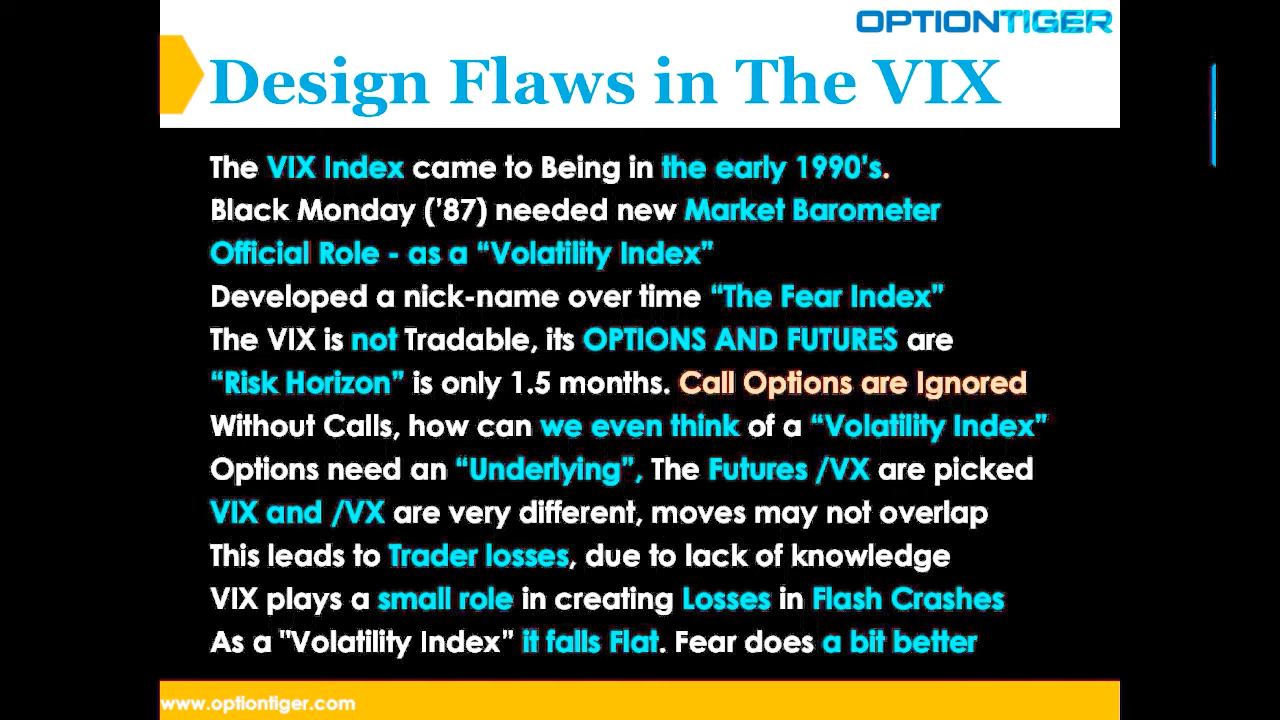 OPTIONTIGER
Design Flaws in The VIX
The VIX Index came to Being in the early 1990's.
Black Monday ('87) needed new Market Barometer
Official Role - as a “Volatility Index”
Developed a nick-name over time “The Fear Index”
The VIX is not Tradable, its OPTIONS AND FUTURES are
“Risk Horizon” is only 1.5 months. Call Options are Ignored
Without Calls, how can we even think of a “Volatility Index”
Options need an “Underlying”, The Futures /VX are picked
VIX and /VX are very different, moves may not overlap
This leads to Trader losses, due to lack of knowledge
VIX plays a small role in creating Losses in Flash Crashes
As a "Volatility Index” it falls Flat. Fear does a bit better
www.optiontiger.com